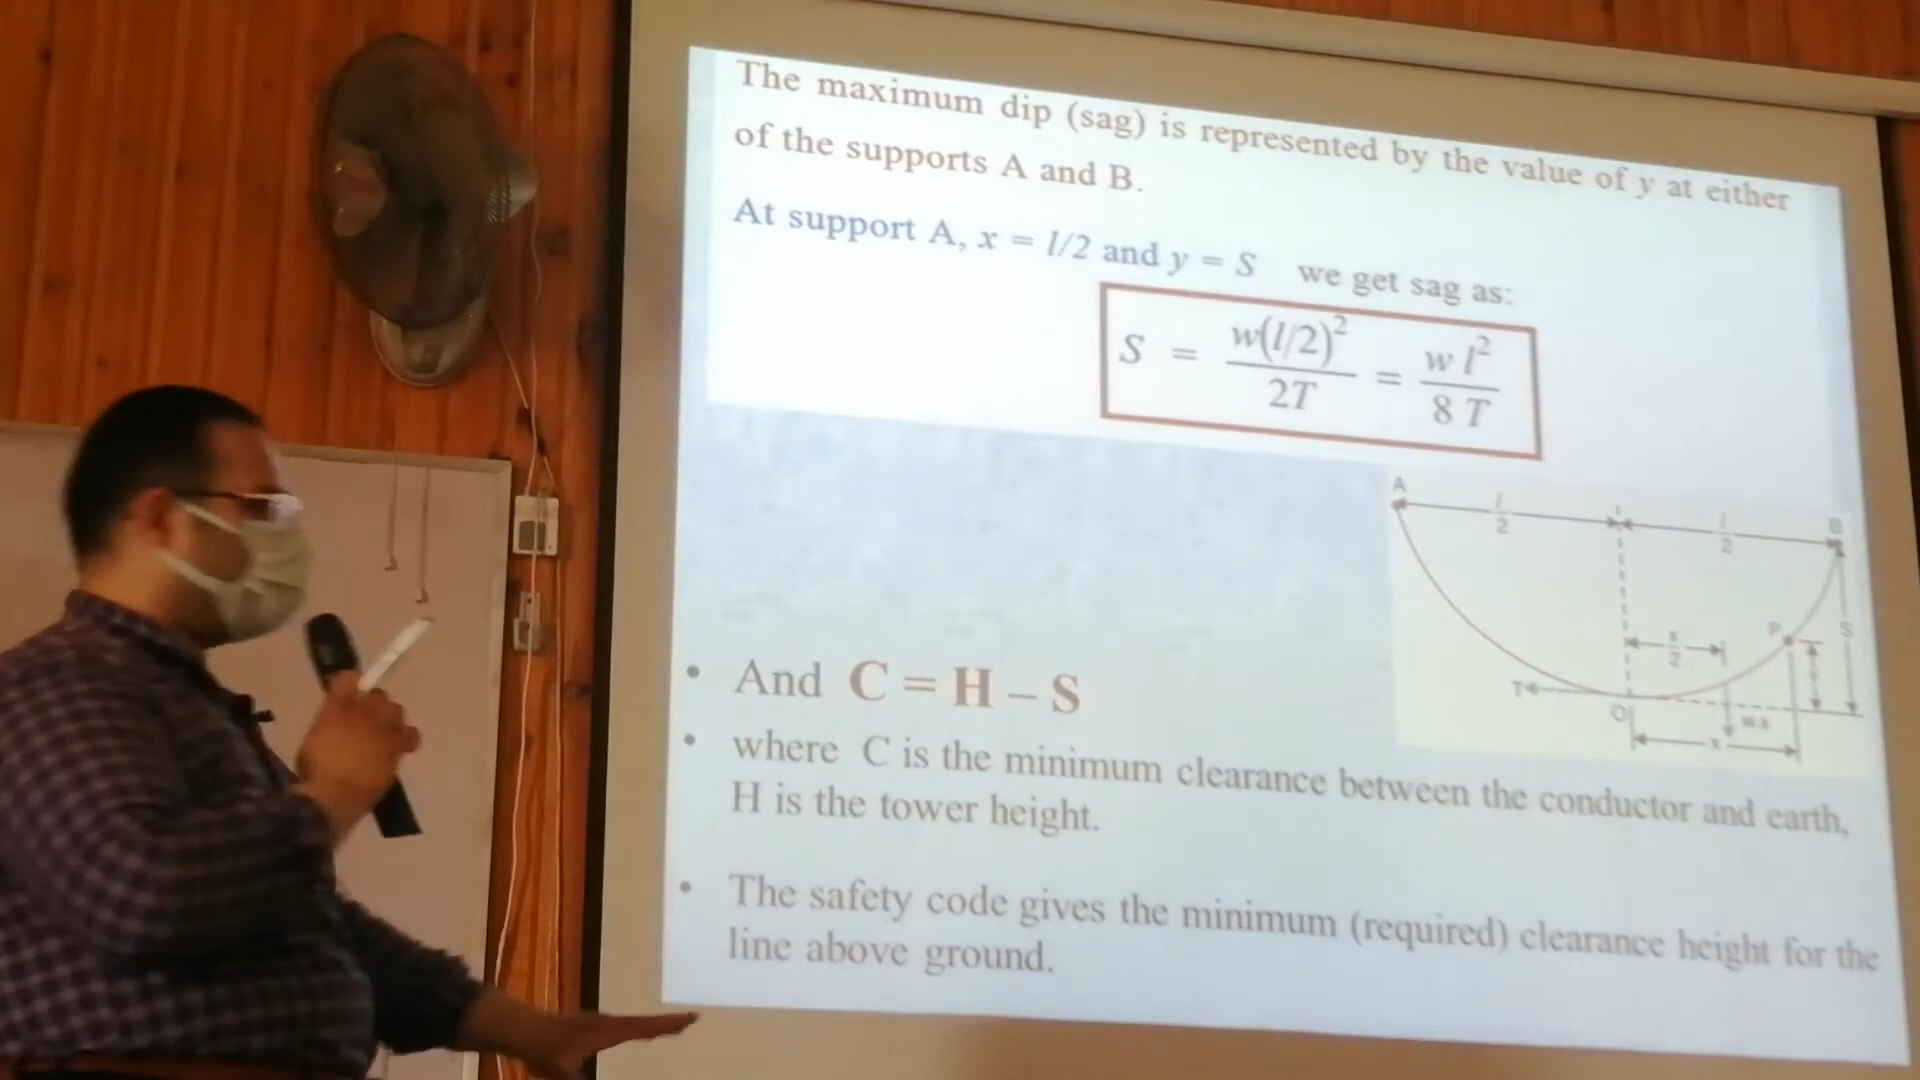 The maximum dip (sag) is represented by the value of y at either
of the supports A and B.
At support A, x = l/2 and y = S we get sag as:
S = w(l/2)² / 2T = w l² / 8 T
A
l/2
l/2
B
P
S
x/2
y
T
O
w.x
x
• And C = H – S
• where C is the minimum clearance between the conductor and earth,
H is the tower height.
• The safety code gives the minimum (required) clearance height for the
line above ground.